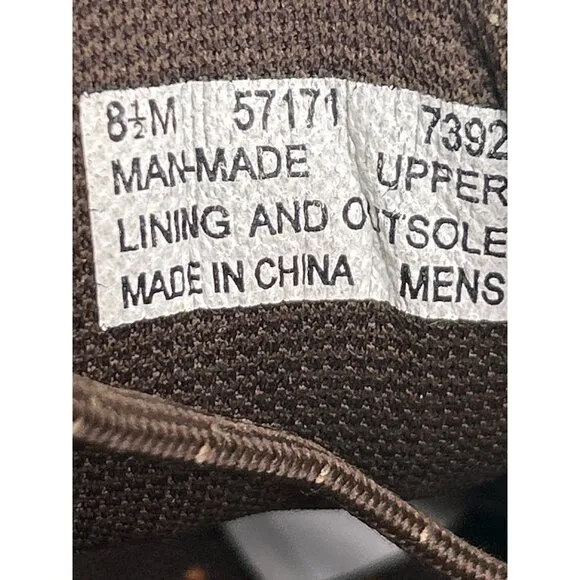 8½M 57171 7392
MAN-MADE UPPER
LINING AND OUTSOLE
MADE IN CHINA MENS